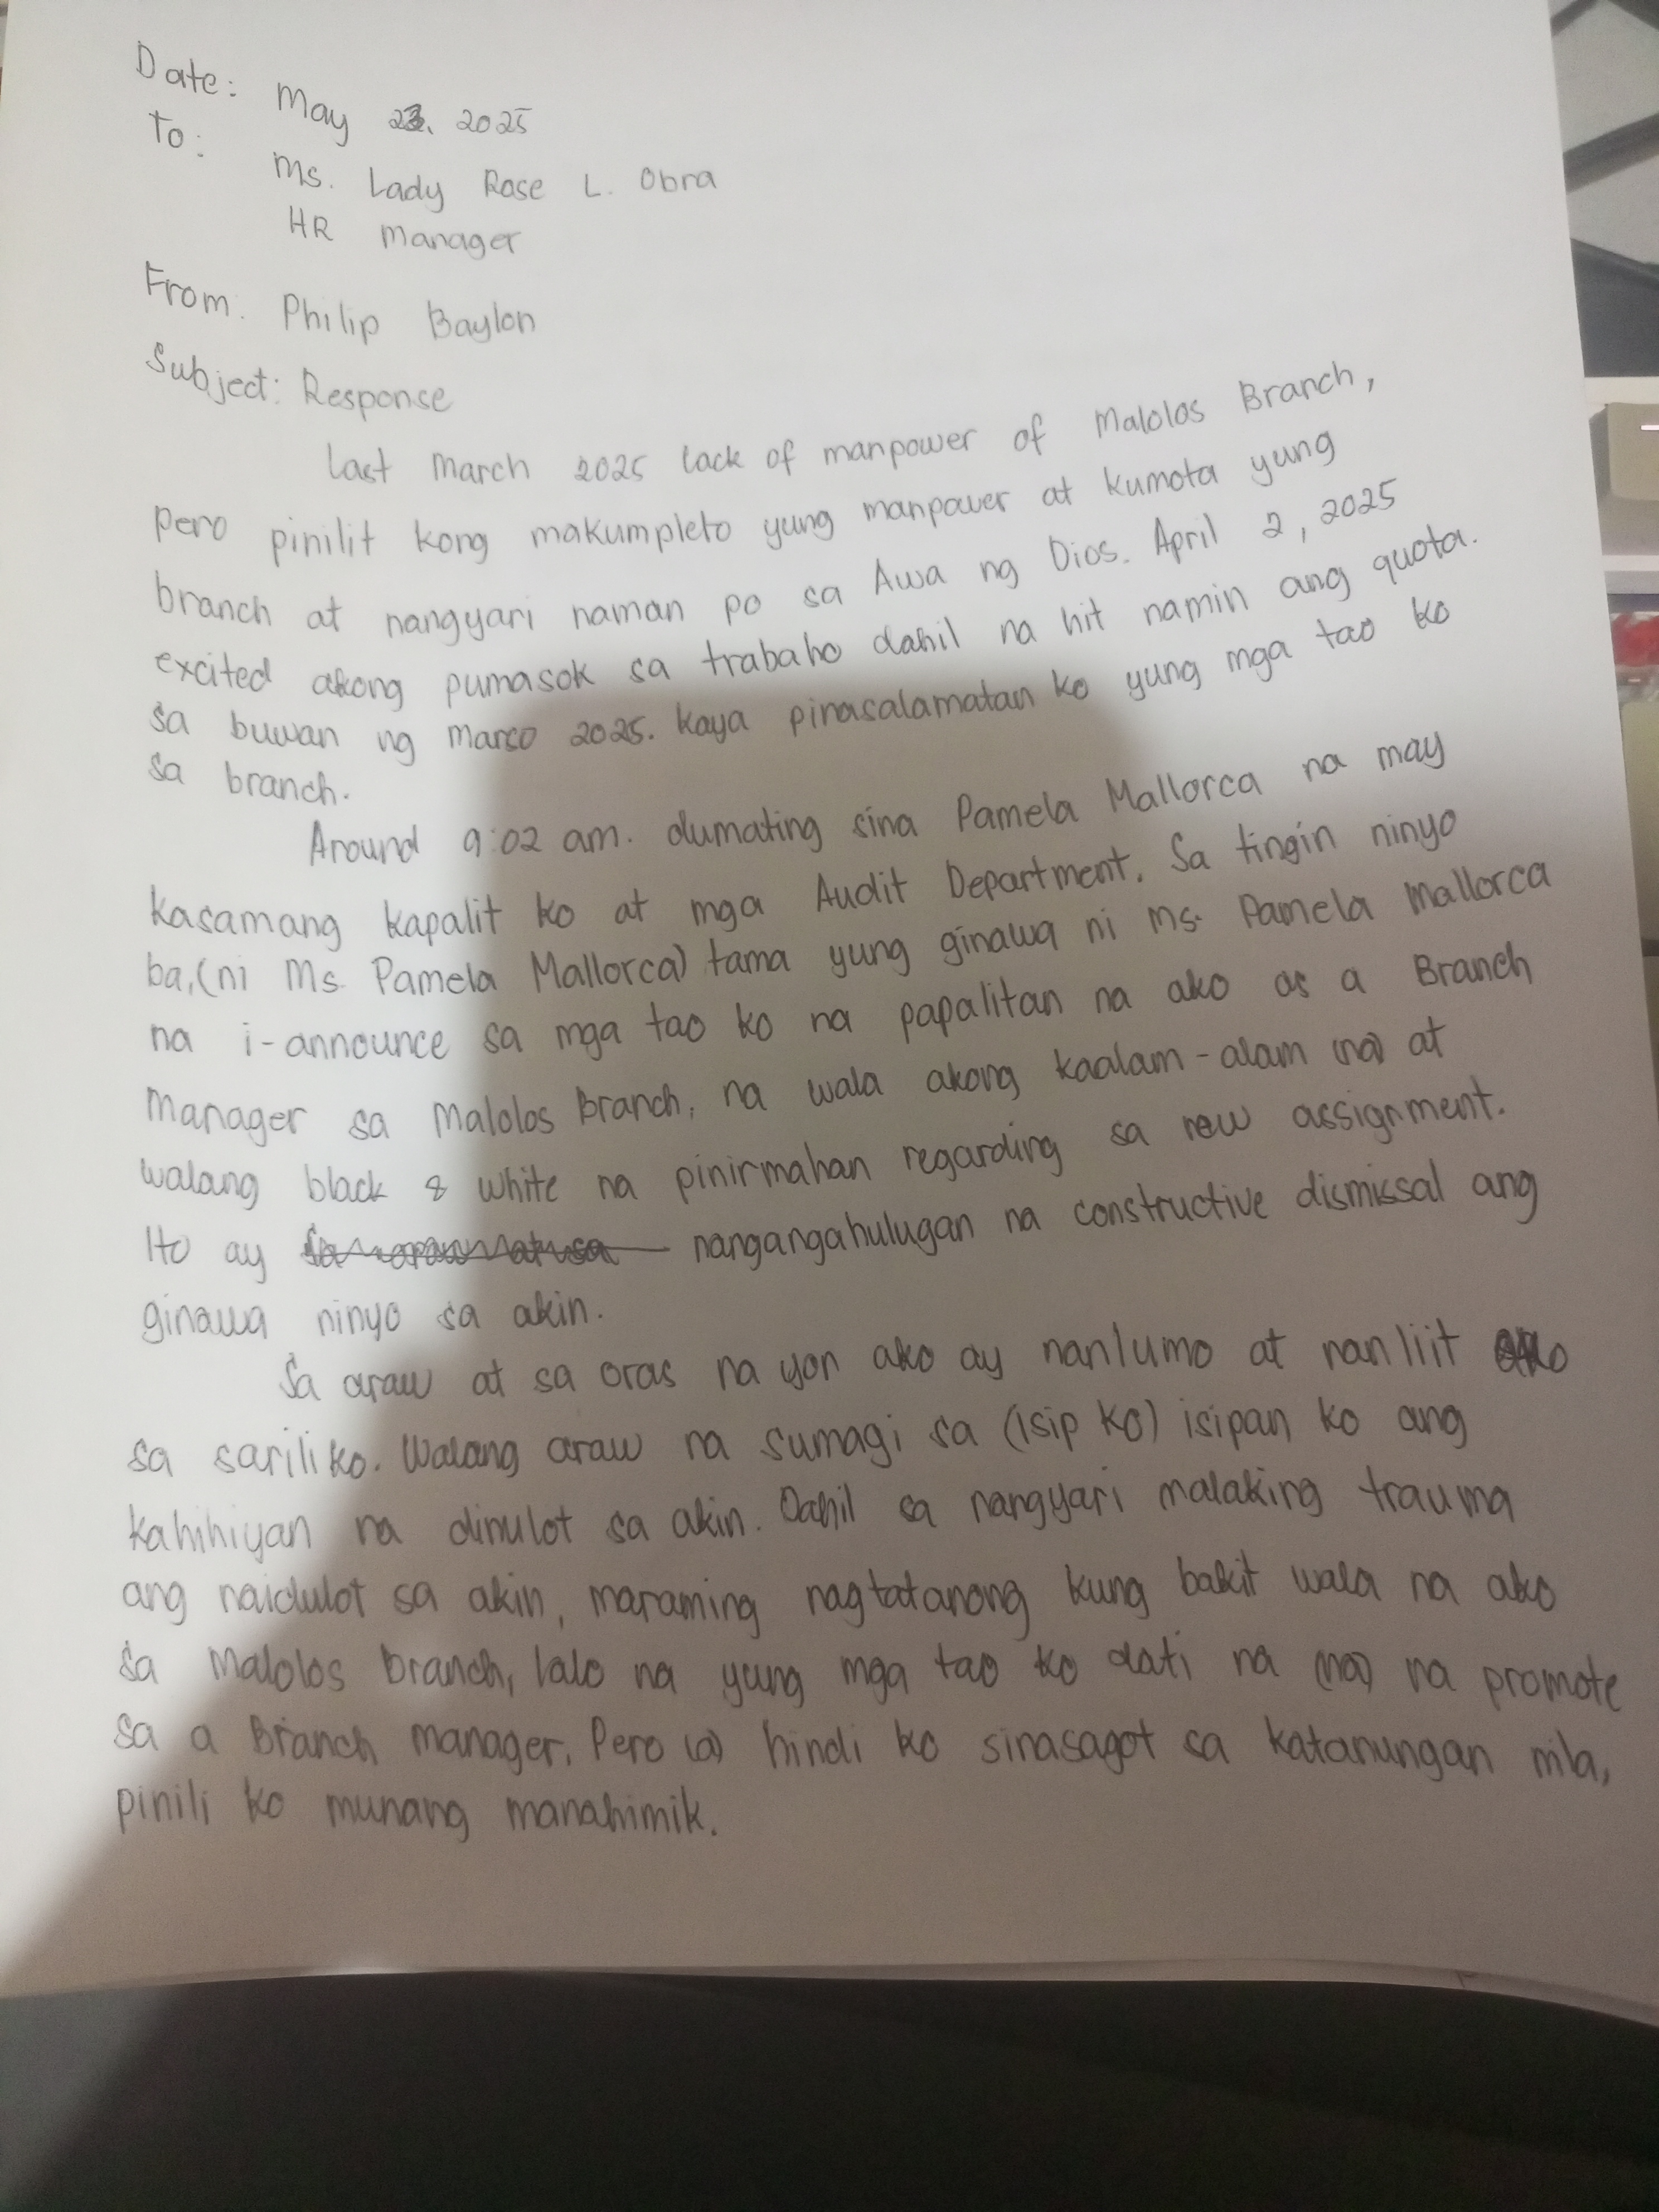 Date: May 23, 2025
To:
Ms. Lady Rose L. Obra
HR Manager
From. Philip Baylon
Subject: Response
Last March 2025 lack of manpower of Malolos Branch,
pero pinilit kong makumpleto yung manpower at kumota yung
branch at nangyari naman po sa Awa ng Dios. April 2, 2025
excited akong pumasok sa trabaho dahil na hit namin ang quota.
sa buwan ng Marso 2025. Kaya pinasalamatan ko yung mga tao ko
sa branch.
Around 9:02 am. dumating sina Pamela Mallorca na may
kasamang kapalit ko at mga Audit Department. Sa tingin ninyo
ba, (ni Ms. Pamela Mallorca) tama yung ginawa ni Ms. Pamela Mallorca
na i-announce sa mga tao ko na papalitan na ako as a Branch
Manager sa Malolos Branch, na wala akong kaalam-alam (na) at
walang black & white na pinirmahan regarding sa new assignment.
Ito ay nangangahulugan na constructive dismissal ang
ginawa ninyo sa akin.
Sa araw at sa oras na yon ako ay nanlumo at nanliit
sa sarili ko. Walang araw na sumagi sa (isip ko) isipan ko ang
kahihiyan na dinulot sa akin. Dahil sa nangyari malaking trauma
ang naidulot sa akin, maraming nagtatanong kung bakit wala na ako
sa Malolos Branch, lalo na yung mga tao ko dati na (na) na promote
sa a Branch manager. Pero (a) hindi ko sinasagot sa katanungan nila,
pinili ko munang manahimik.